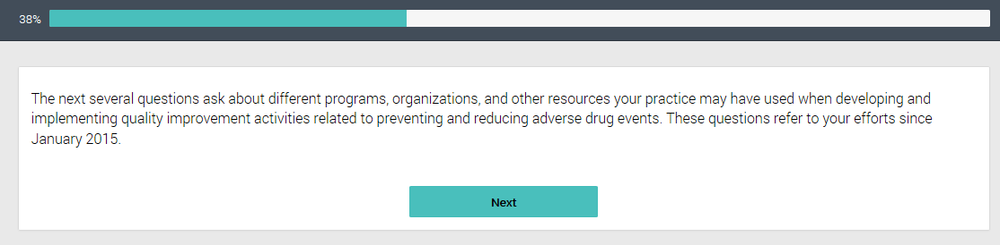 38%
The next several questions ask about different programs, organizations, and other resources your practice may have used when developing and
implementing quality improvement activities related to preventing and reducing adverse drug events. These questions refer to your efforts since
January 2015.
Next